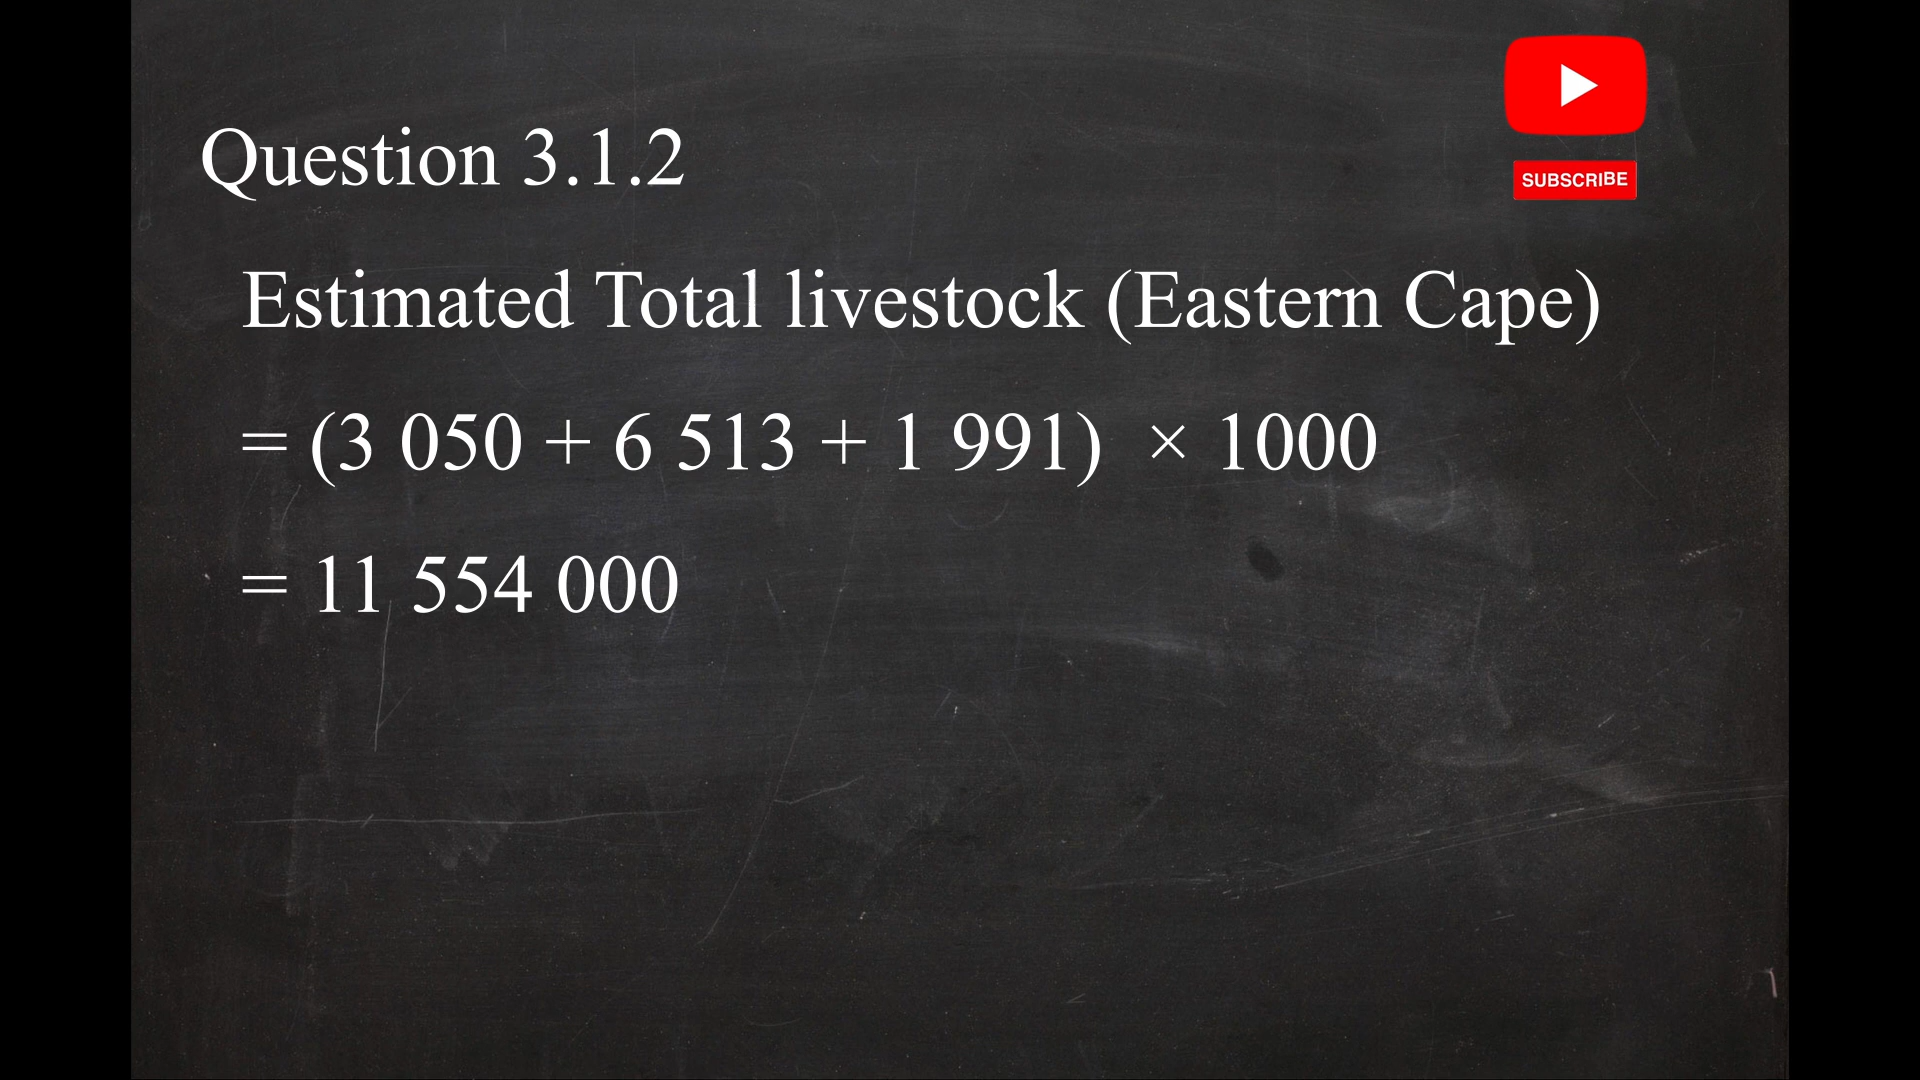 SUBSCRIBE
Question 3.1.2
Estimated Total livestock (Eastern Cape)
= (3 050 + 6 513 + 1 991) × 1000
= 11 554 000